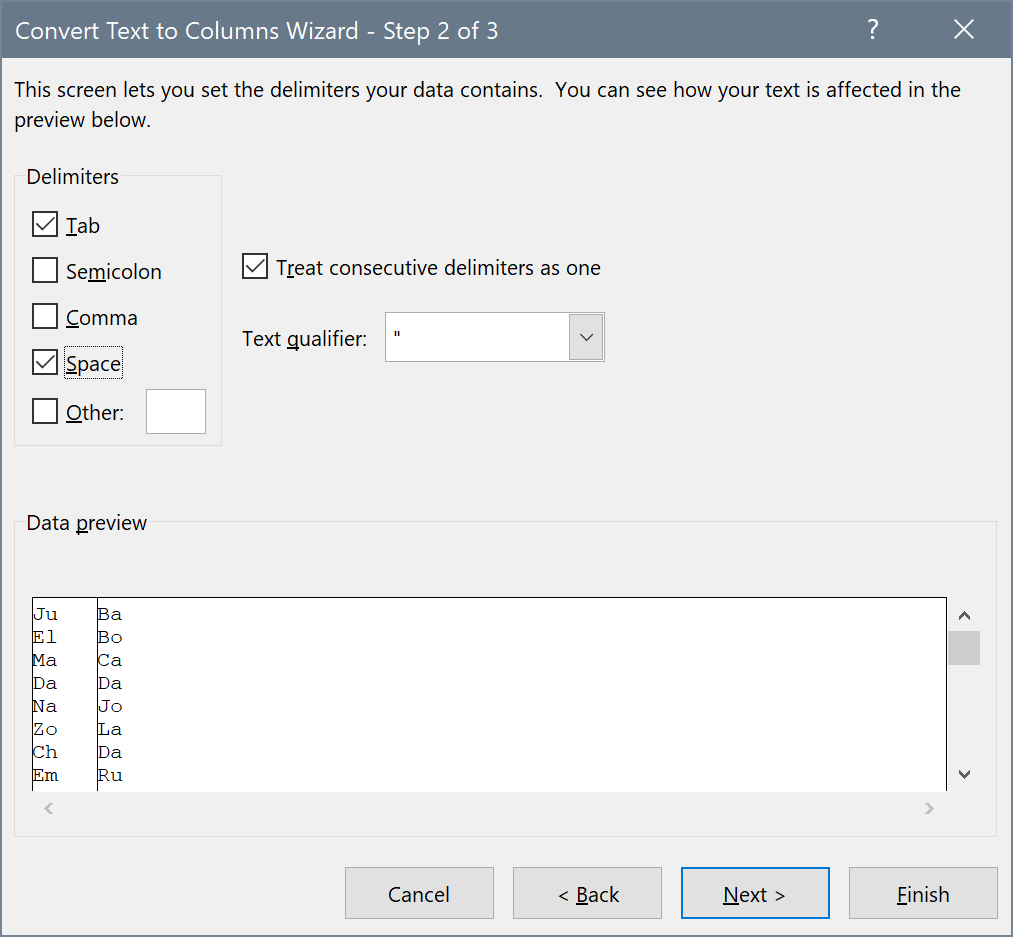 Convert Text to Columns Wizard - Step 2 of 3 ?
This screen lets you set the delimiters your data contains.  You can see how your text is affected in the
preview below.
Delimiters
Tab
Semicolon
Comma
Space
Other:
Treat consecutive delimiters as one
Text qualifier: "
Data preview
Ju Ba
El Bo
Ma Ca
Da Da
Na Jo
Zo La
Ch Da
Em Ru
Cancel < Back Next > Finish